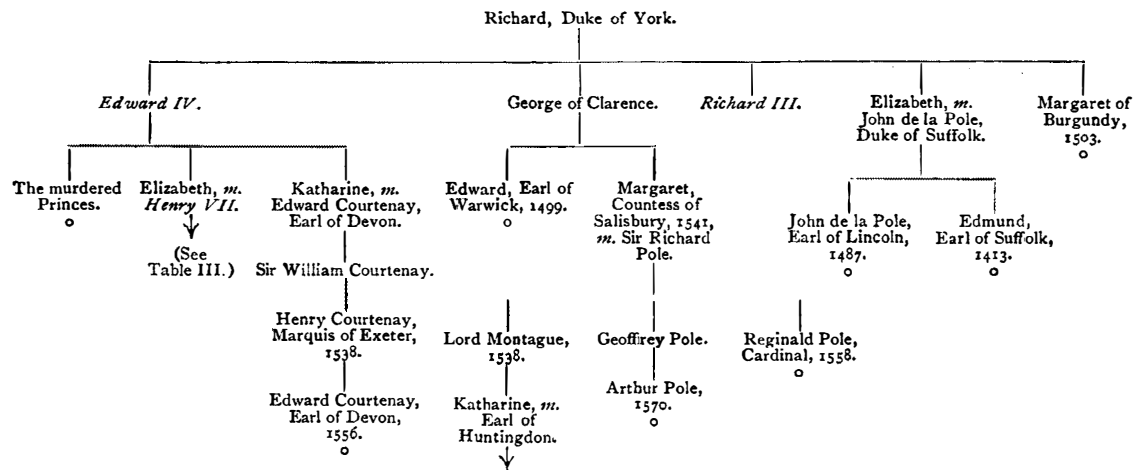 Richard, Duke of York.
Edward IV.
George of Clarence.
Richard III.
Elizabeth, m.
John de la Pole,
Duke of Suffolk.
Margaret of
Burgundy,
1503.
The murdered
Princes.
Elizabeth, m.
Henry VII.
(See
Table III.)
Katharine, m.
Edward Courtenay,
Earl of Devon.
Sir William Courtenay.
Henry Courtenay,
Marquis of Exeter,
1538.
Edward Courtenay,
Earl of Devon,
1556.
Edward, Earl of
Warwick, 1499.
Margaret,
Countess of
Salisbury, 1541,
m. Sir Richard
Pole.
Lord Montague,
1538.
Katharine, m.
Earl of
Huntingdon.
Geoffrey Pole.
Arthur Pole,
1570.
Reginald Pole,
Cardinal, 1558.
John de la Pole,
Earl of Lincoln,
1487.
Edmund,
Earl of Suffolk,
1413.